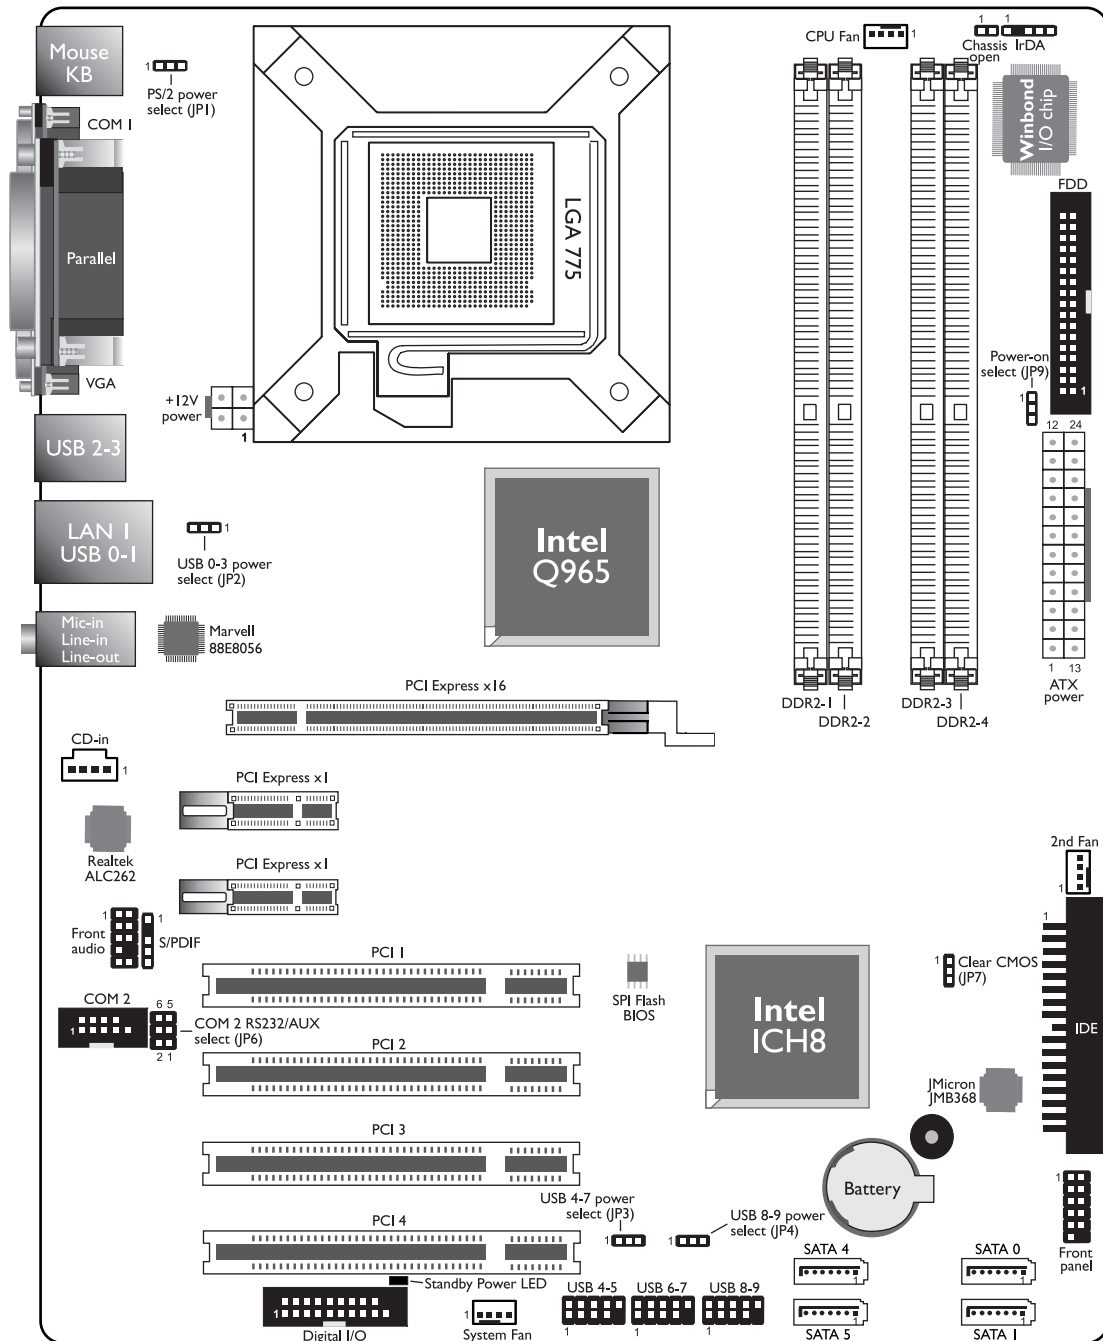 Mouse
KB
1
PS/2 power
select (JP1)
COM 1
Parallel
VGA
+12V
power
1
LGA 775
CPU Fan
1
1
Chassis
open
1
IrDA
Winbond
I/O chip
FDD
1
Power-on
select (JP9)
1
12 24
1 13
ATX
power
USB 2-3
LAN 1
USB 0-1
1
USB 0-3 power
select (JP2)
Intel
Q965
Mic-in
Line-in
Line-out
Marvell
88E8056
PCI Express x16
DDR2-1
DDR2-2
DDR2-3
DDR2-4
CD-in
1
PCI Express x1
Realtek
ALC262
PCI Express x1
2nd Fan
1
1
Front
audio
1
S/PDIF
PCI 1
SPI Flash
BIOS
Intel
ICH8
1
Clear CMOS
(JP7)
1
IDE
COM 2
1
6 5
2 1
COM 2 RS232/AUX
select (JP6)
PCI 2
JMicron
JMB368
PCI 3
Battery
USB 4-7 power
select (JP3)
1
USB 8-9 power
select (JP4)
1
PCI 4
1
Front
panel
SATA 4
1
SATA 0
1
Standby Power LED
1
Digital I/O
1
System Fan
USB 4-5
1
USB 6-7
1
USB 8-9
1
1
SATA 5
1
SATA 1